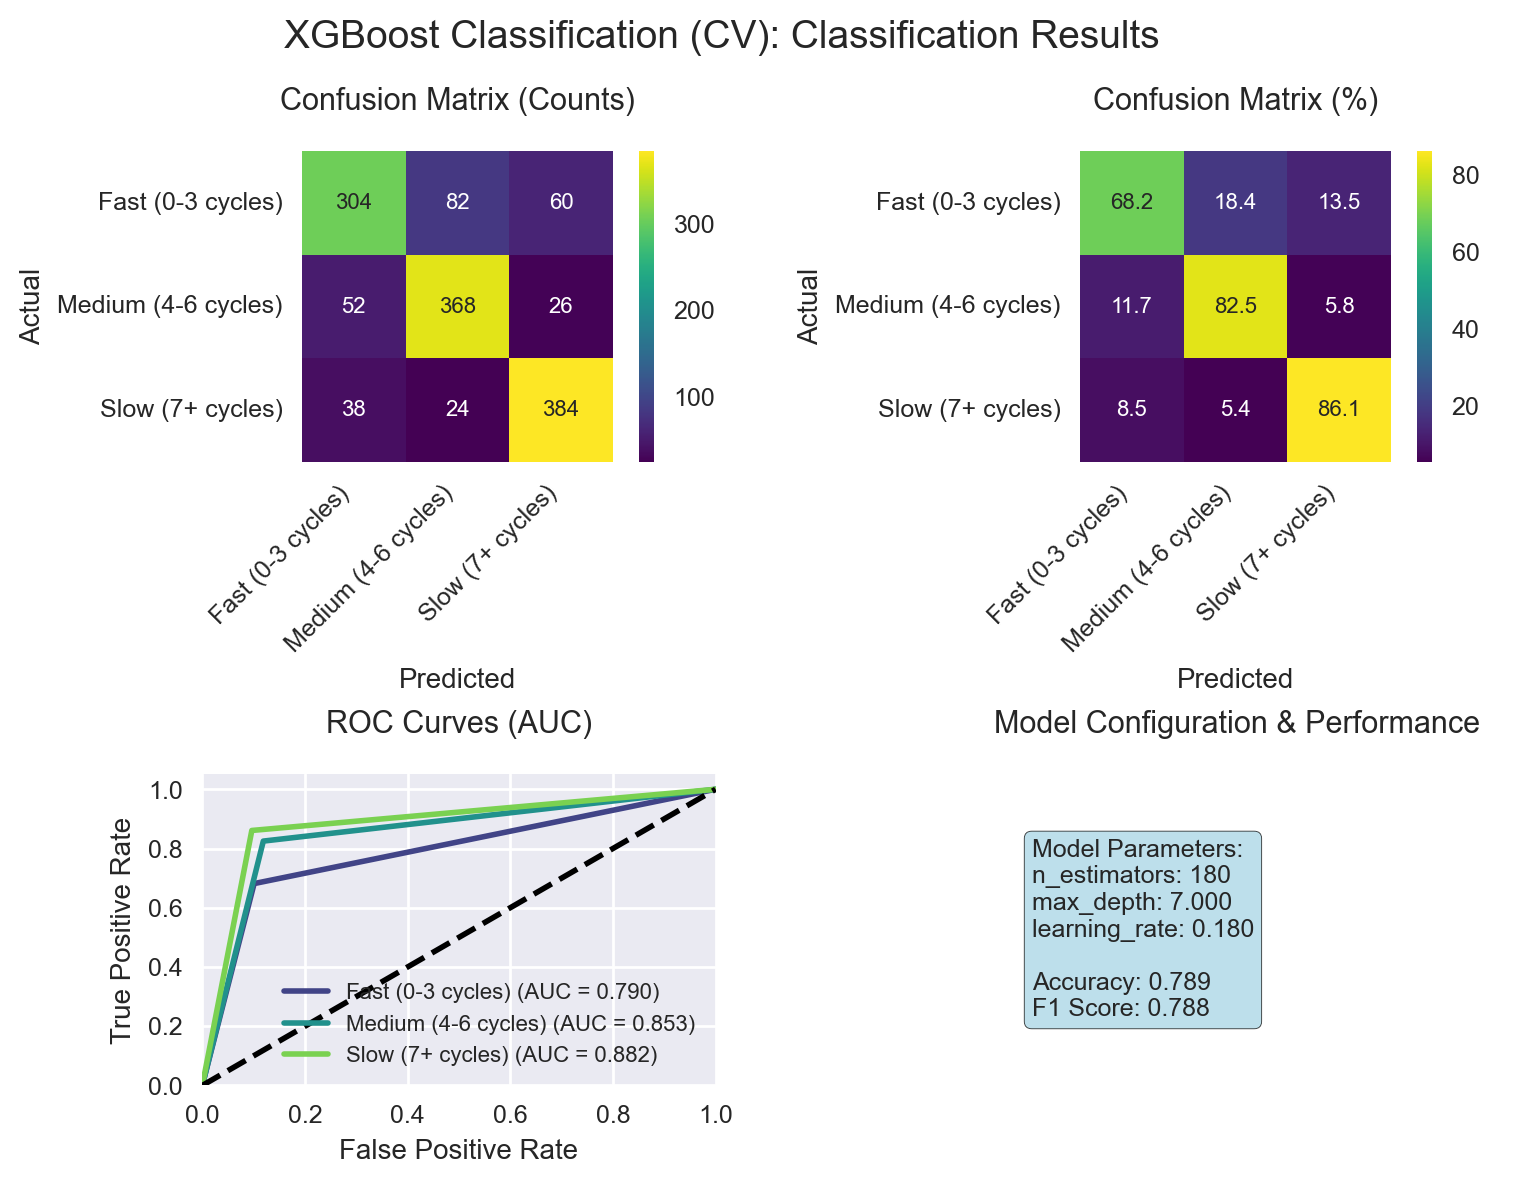 XGBoost Classification (CV): Classification Results
Confusion Matrix (Counts)
Actual
Fast (0-3 cycles)
Medium (4-6 cycles)
Slow (7+ cycles)
304 82 60
52 368 26
38 24 384
300
200
100
Fast (0-3 cycles)
Medium (4-6 cycles)
Slow (7+ cycles)
Predicted
Confusion Matrix (%)
Actual
Fast (0-3 cycles)
Medium (4-6 cycles)
Slow (7+ cycles)
68.2 18.4 13.5
11.7 82.5 5.8
8.5 5.4 86.1
80
60
40
20
Fast (0-3 cycles)
Medium (4-6 cycles)
Slow (7+ cycles)
Predicted
ROC Curves (AUC)
True Positive Rate
1.0
0.8
0.6
0.4
0.2
0.0
Fast (0-3 cycles) (AUC = 0.790)
Medium (4-6 cycles) (AUC = 0.853)
Slow (7+ cycles) (AUC = 0.882)
0.0 0.2 0.4 0.6 0.8 1.0
False Positive Rate
Model Configuration & Performance
Model Parameters:
n_estimators: 180
max_depth: 7.000
learning_rate: 0.180
Accuracy: 0.789
F1 Score: 0.788